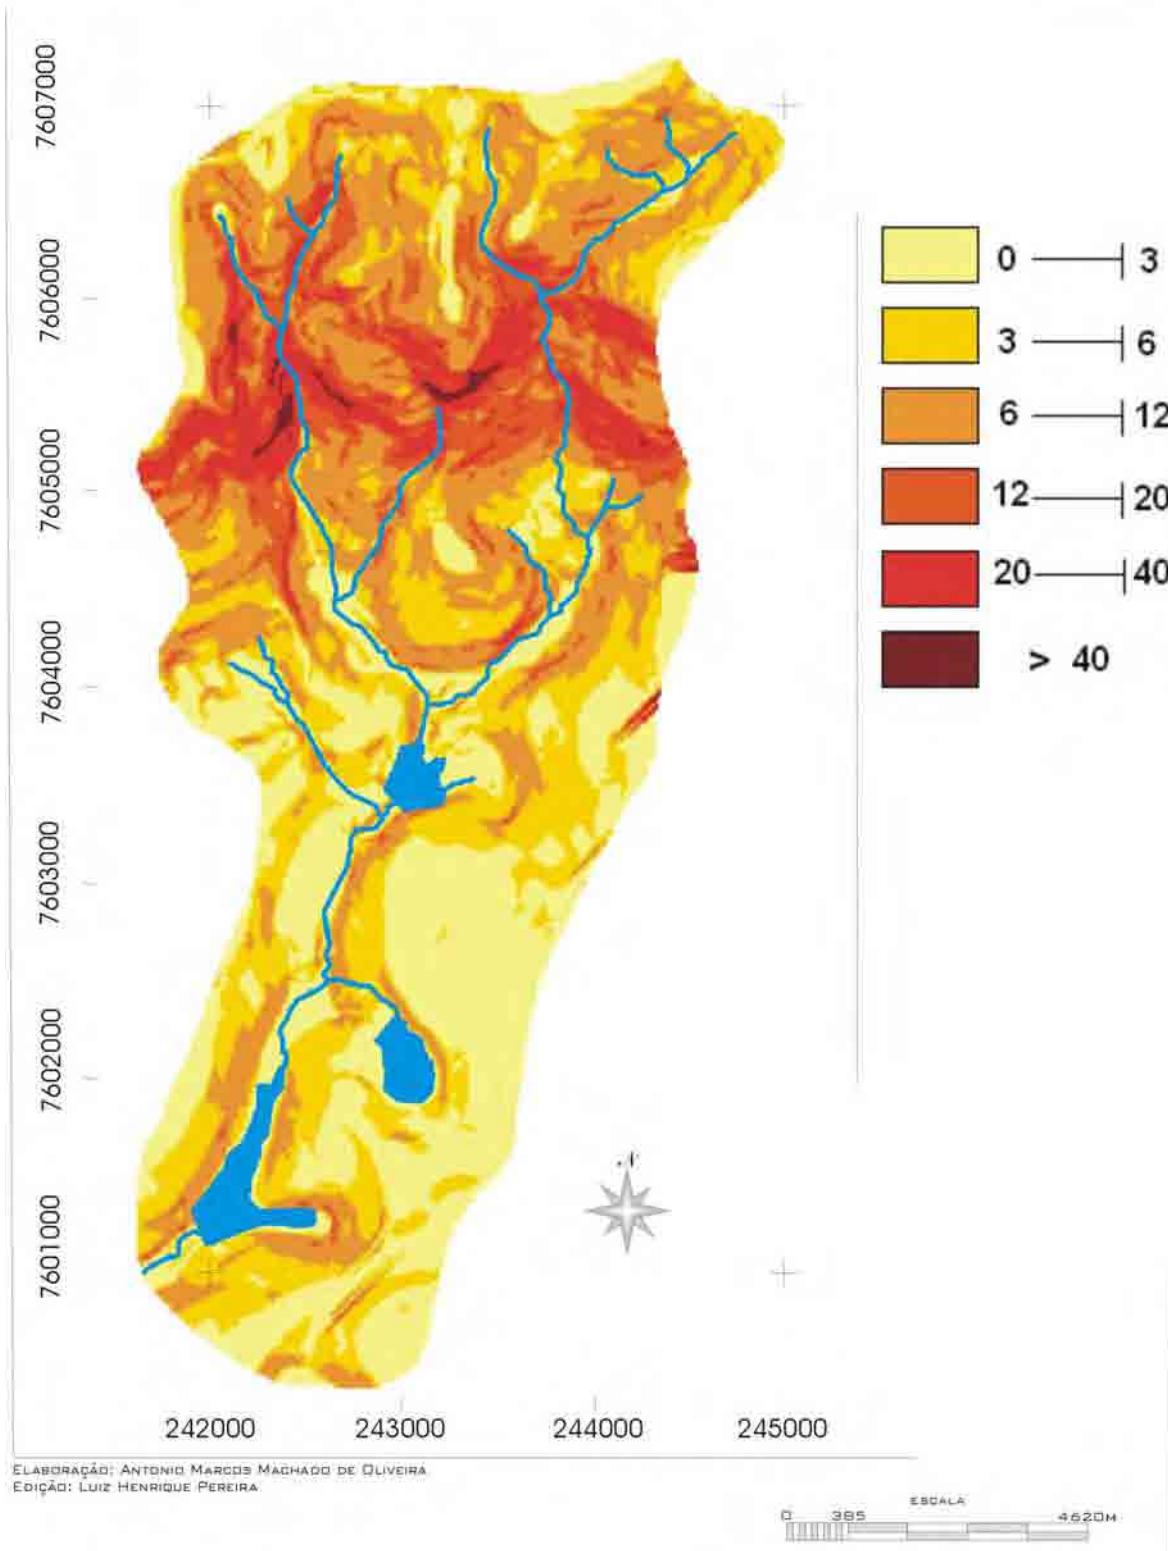 7607000
7606000
7605000
7604000
7603000
7602000
7601000
0 3
3 6
6 12
12 20
20 40
> 40
N
242000 243000 244000 245000
ELABORAÇÃO: ANTONIO MARCOS MACHADO DE OLIVEIRA
EDIÇÃO: LUIZ HENRIQUE PEREIRA
ESCALA
0 385 4620M